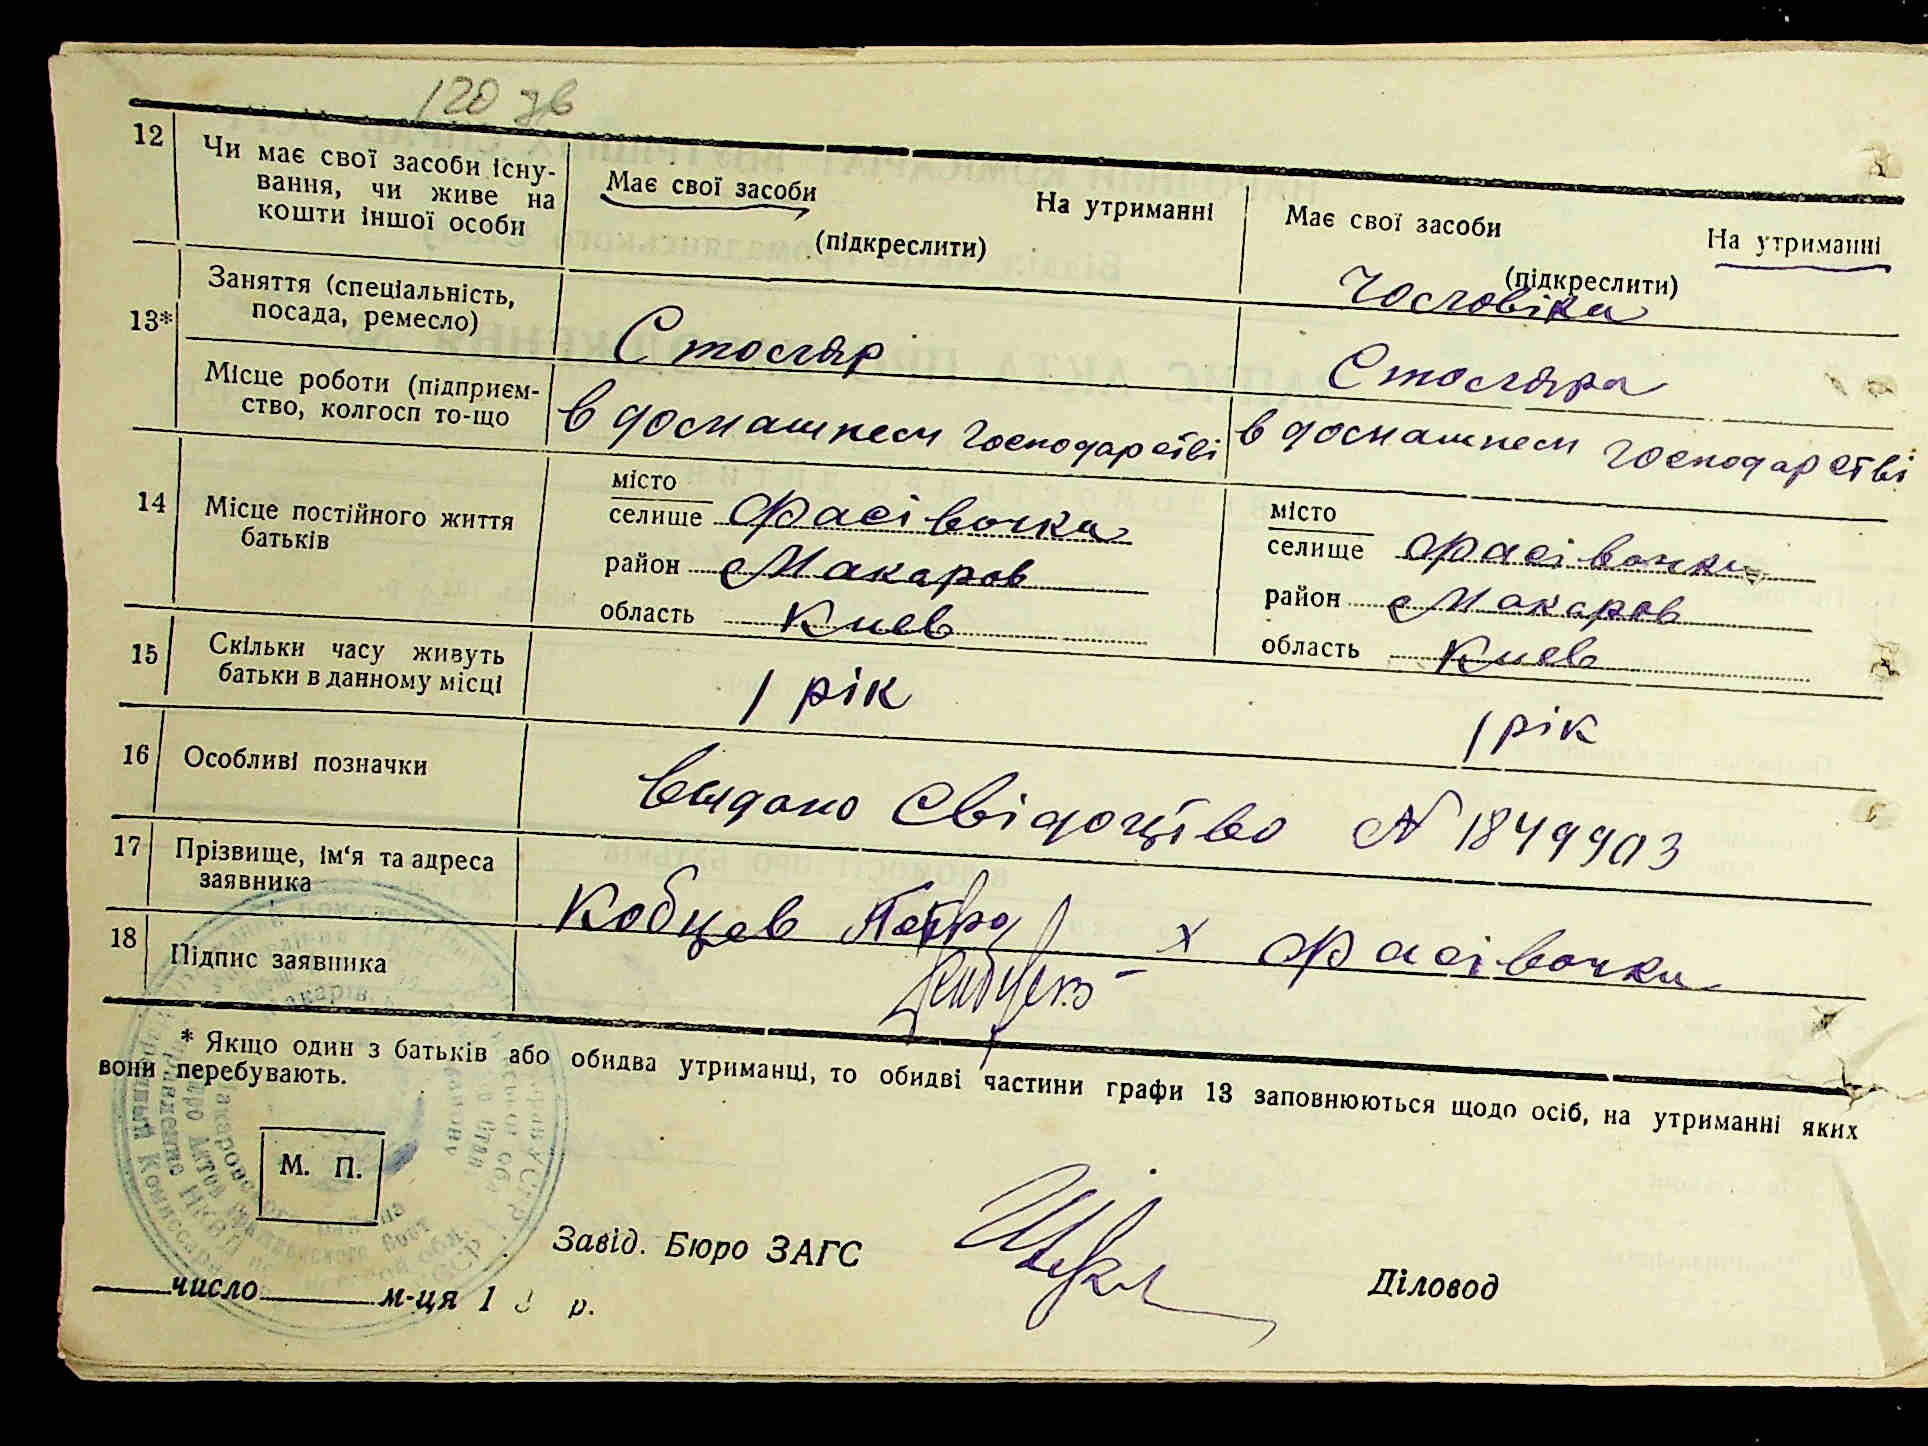 120 зв
12
Чи має свої засоби існу-
вання, чи живе на
кошти іншої особи
Має свої засоби На утриманні
(підкреслити)
Має свої засоби На утриманні
(підкреслити)
Чоловіка
13*
Заняття (спеціальність,
посада, ремесло)
Столяр
Столяра
Місце роботи (підприєм-
ство, колгосп то-що
в домашнем господарстві
в домашнем господарстві
14
Місце постійного життя
батьків
місто
селище Фасівочка
район Макаров
область Киев
місто
селище Фасівочка
район Макаров
область Киев
15
Скільки часу живуть
батьки в данному місці
1 рік
1 рік
16
Особливі позначки
Видано Свідоцтво N 1849903
17
Прізвище, ім'я та адреса
заявника
Кобцев Петро х Фасівочка
18
Підпис заявника
* Якщо один з батьків або обидва утриманці, то обидві частини графи 13 заповнюються щодо осіб, на утриманні яких
вони перебувають.
М. П.
Завід. Бюро ЗАГС
Діловод
число м-ця 1 р.